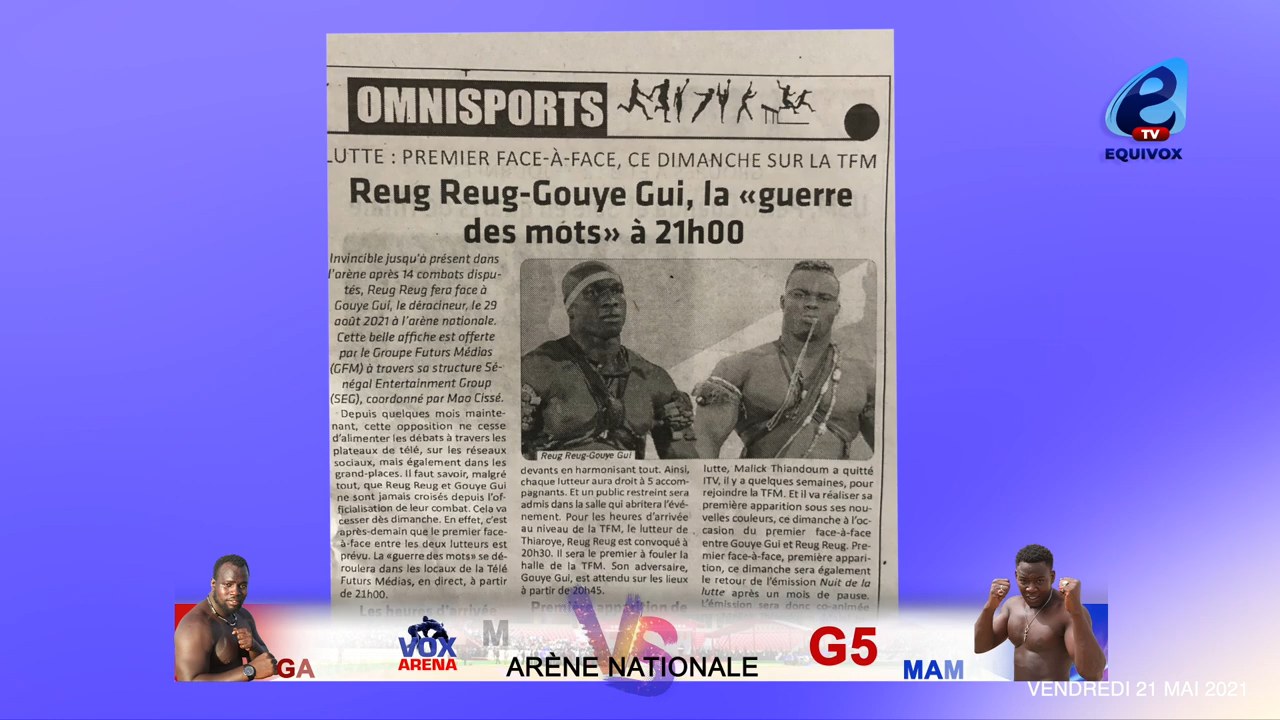 OMNISPORTS
LUTTE : PREMIER FACE-À-FACE, CE DIMANCHE SUR LA TFM
Reug Reug-Gouye Gui, la «guerre
des mots» à 21h00
Invincible jusqu'à présent dans
l'arène après 14 combats dispu-
tés, Reug Reug fera face à
Gouye Gui, le déracineur, le 29
août 2021 à l'arène nationale.
Cette belle affiche est offerte
par le Groupe Futurs Médias
(GFM) à travers sa structure Sé-
négal Entertainment Group
(SEG), coordonné par Mao Cissé.
Depuis quelques mois mainte-
nant, cette opposition ne cesse
d'alimenter les débats à travers les
plateaux de télé, sur les réseaux
sociaux, mais également dans les
grand-places. Il faut savoir, malgré
tout, que Reug Reug et Gouye Gui
ne sont jamais croisés depuis l'of-
ficialisation de leur combat. Cela va
cesser dès dimanche. En effet, c'est
après-demain que le premier face-
à-face entre les deux lutteurs est
prévu. La «guerre des mots» se dé-
roulera dans les locaux de la Télé
Futurs Médias, en direct, à partir
de 21h00.
Les heures d'arrivée
Reug Reug-Gouye Gui
devants en harmonisant tout. Ainsi,
chaque lutteur aura droit à 5 accom-
pagnants. Et un public restreint sera
admis dans la salle qui abritera l'évé-
nement. Pour les heures d'arrivée
au niveau de la TFM, le lutteur de
Thiaroye, Reug Reug est convoqué à
20h30. Il sera le premier à fouler la
halle de la TFM. Son adversaire,
Gouye Gui, est attendu sur les lieux
à partir de 20h45.
Première apparition de
lutte, Malick Thiandoum a quitté
ITV, il y a quelques semaines, pour
rejoindre la TFM. Et il va réaliser sa
première apparition sous ses nou-
velles couleurs, ce dimanche à l'oc-
casion du premier face-à-face
entre Gouye Gui et Reug Reug. Pre-
mier face-à-face, première appari-
tion, ce dimanche sera également
le retour de l'émission Nuit de la
lutte après un mois de pause.
L'émission sera donc co-animée
e
TV
EQUIVOX
GA
VOX
ARENA
M
VS
ARÈNE NATIONALE
G5
MAM
VENDREDI 21 MAI 2021